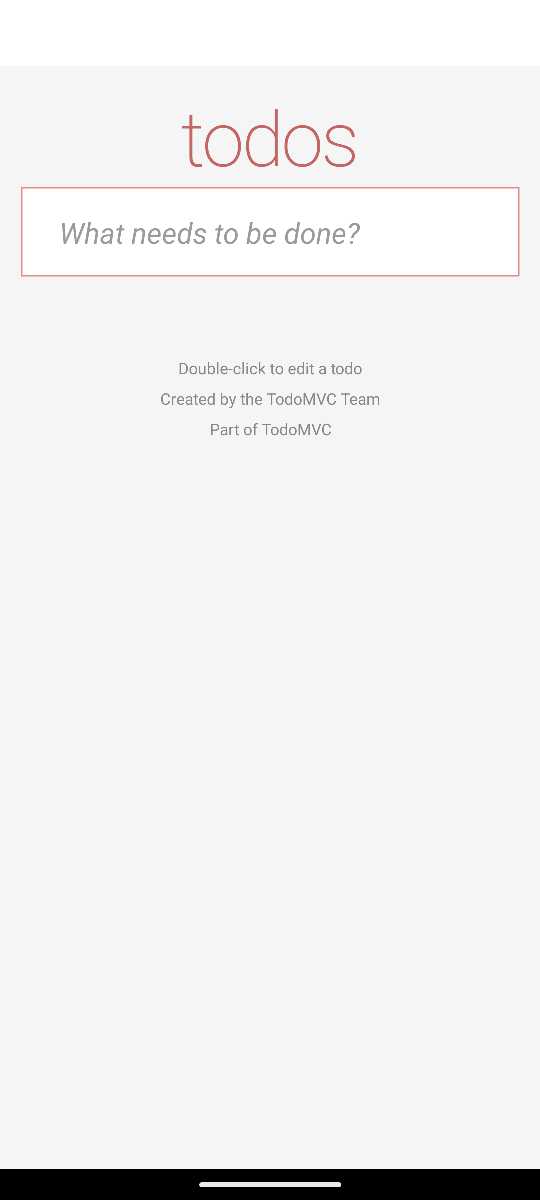 todos
What needs to be done?
Double-click to edit a todo
Created by the TodoMVC Team
Part of TodoMVC